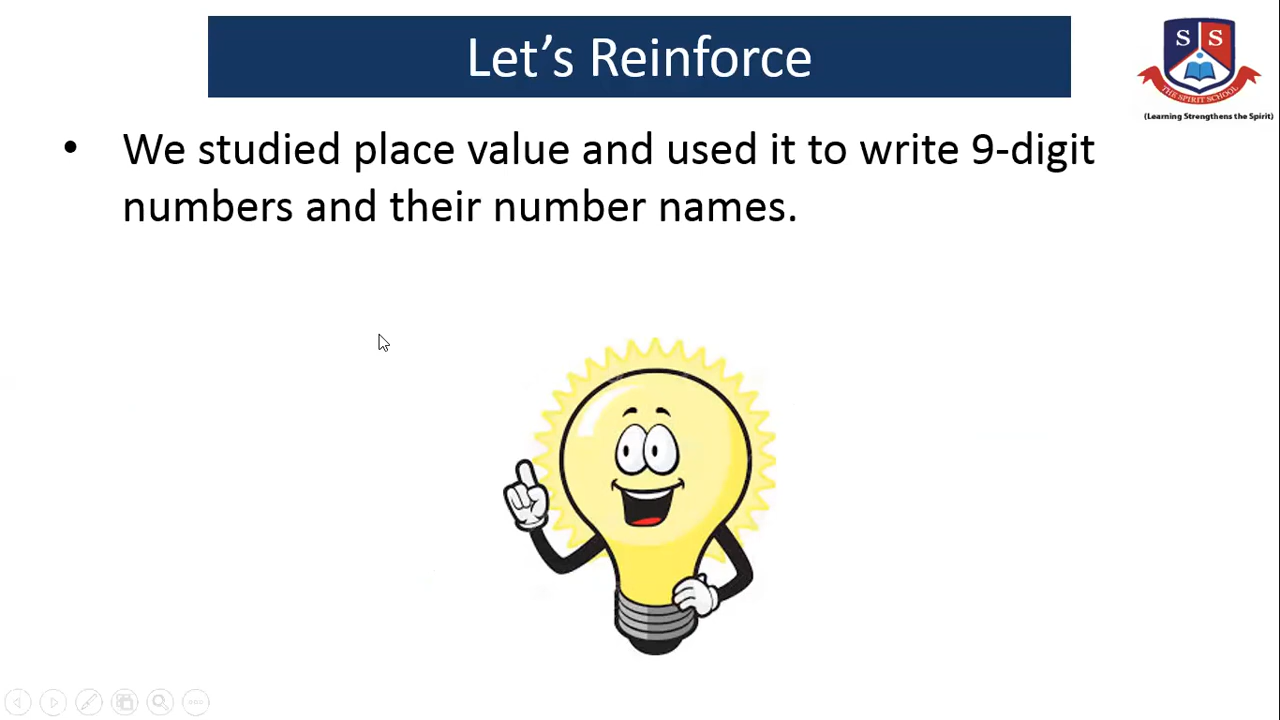 Let's Reinforce
S S
THE SPIRIT SCHOOL
(Learning Strengthens the Spirit)
• We studied place value and used it to write 9-digit
numbers and their number names.